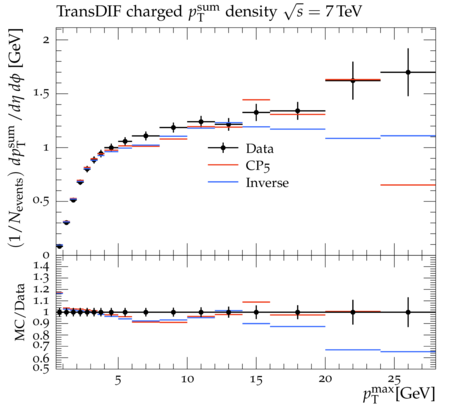 TransDIF charged p_T^sum density √s = 7 TeV
(1/N_events) dp_T^sum/dη dϕ [GeV]
2
1.5
1
0.5
0
Data
CP5
Inverse
MC/Data
1.4
1.3
1.2
1.1
1
0.9
0.8
0.7
0.6
0.5
5 10 15 20 25
p_T^max[GeV]